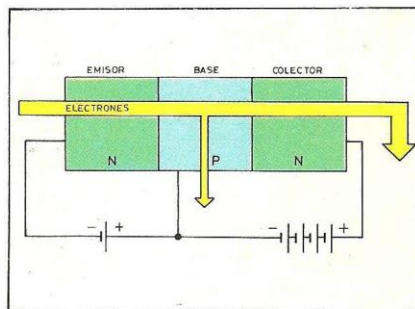 EMISOR BASE COLECTOR
ELECTRONES
N P N
- + - +